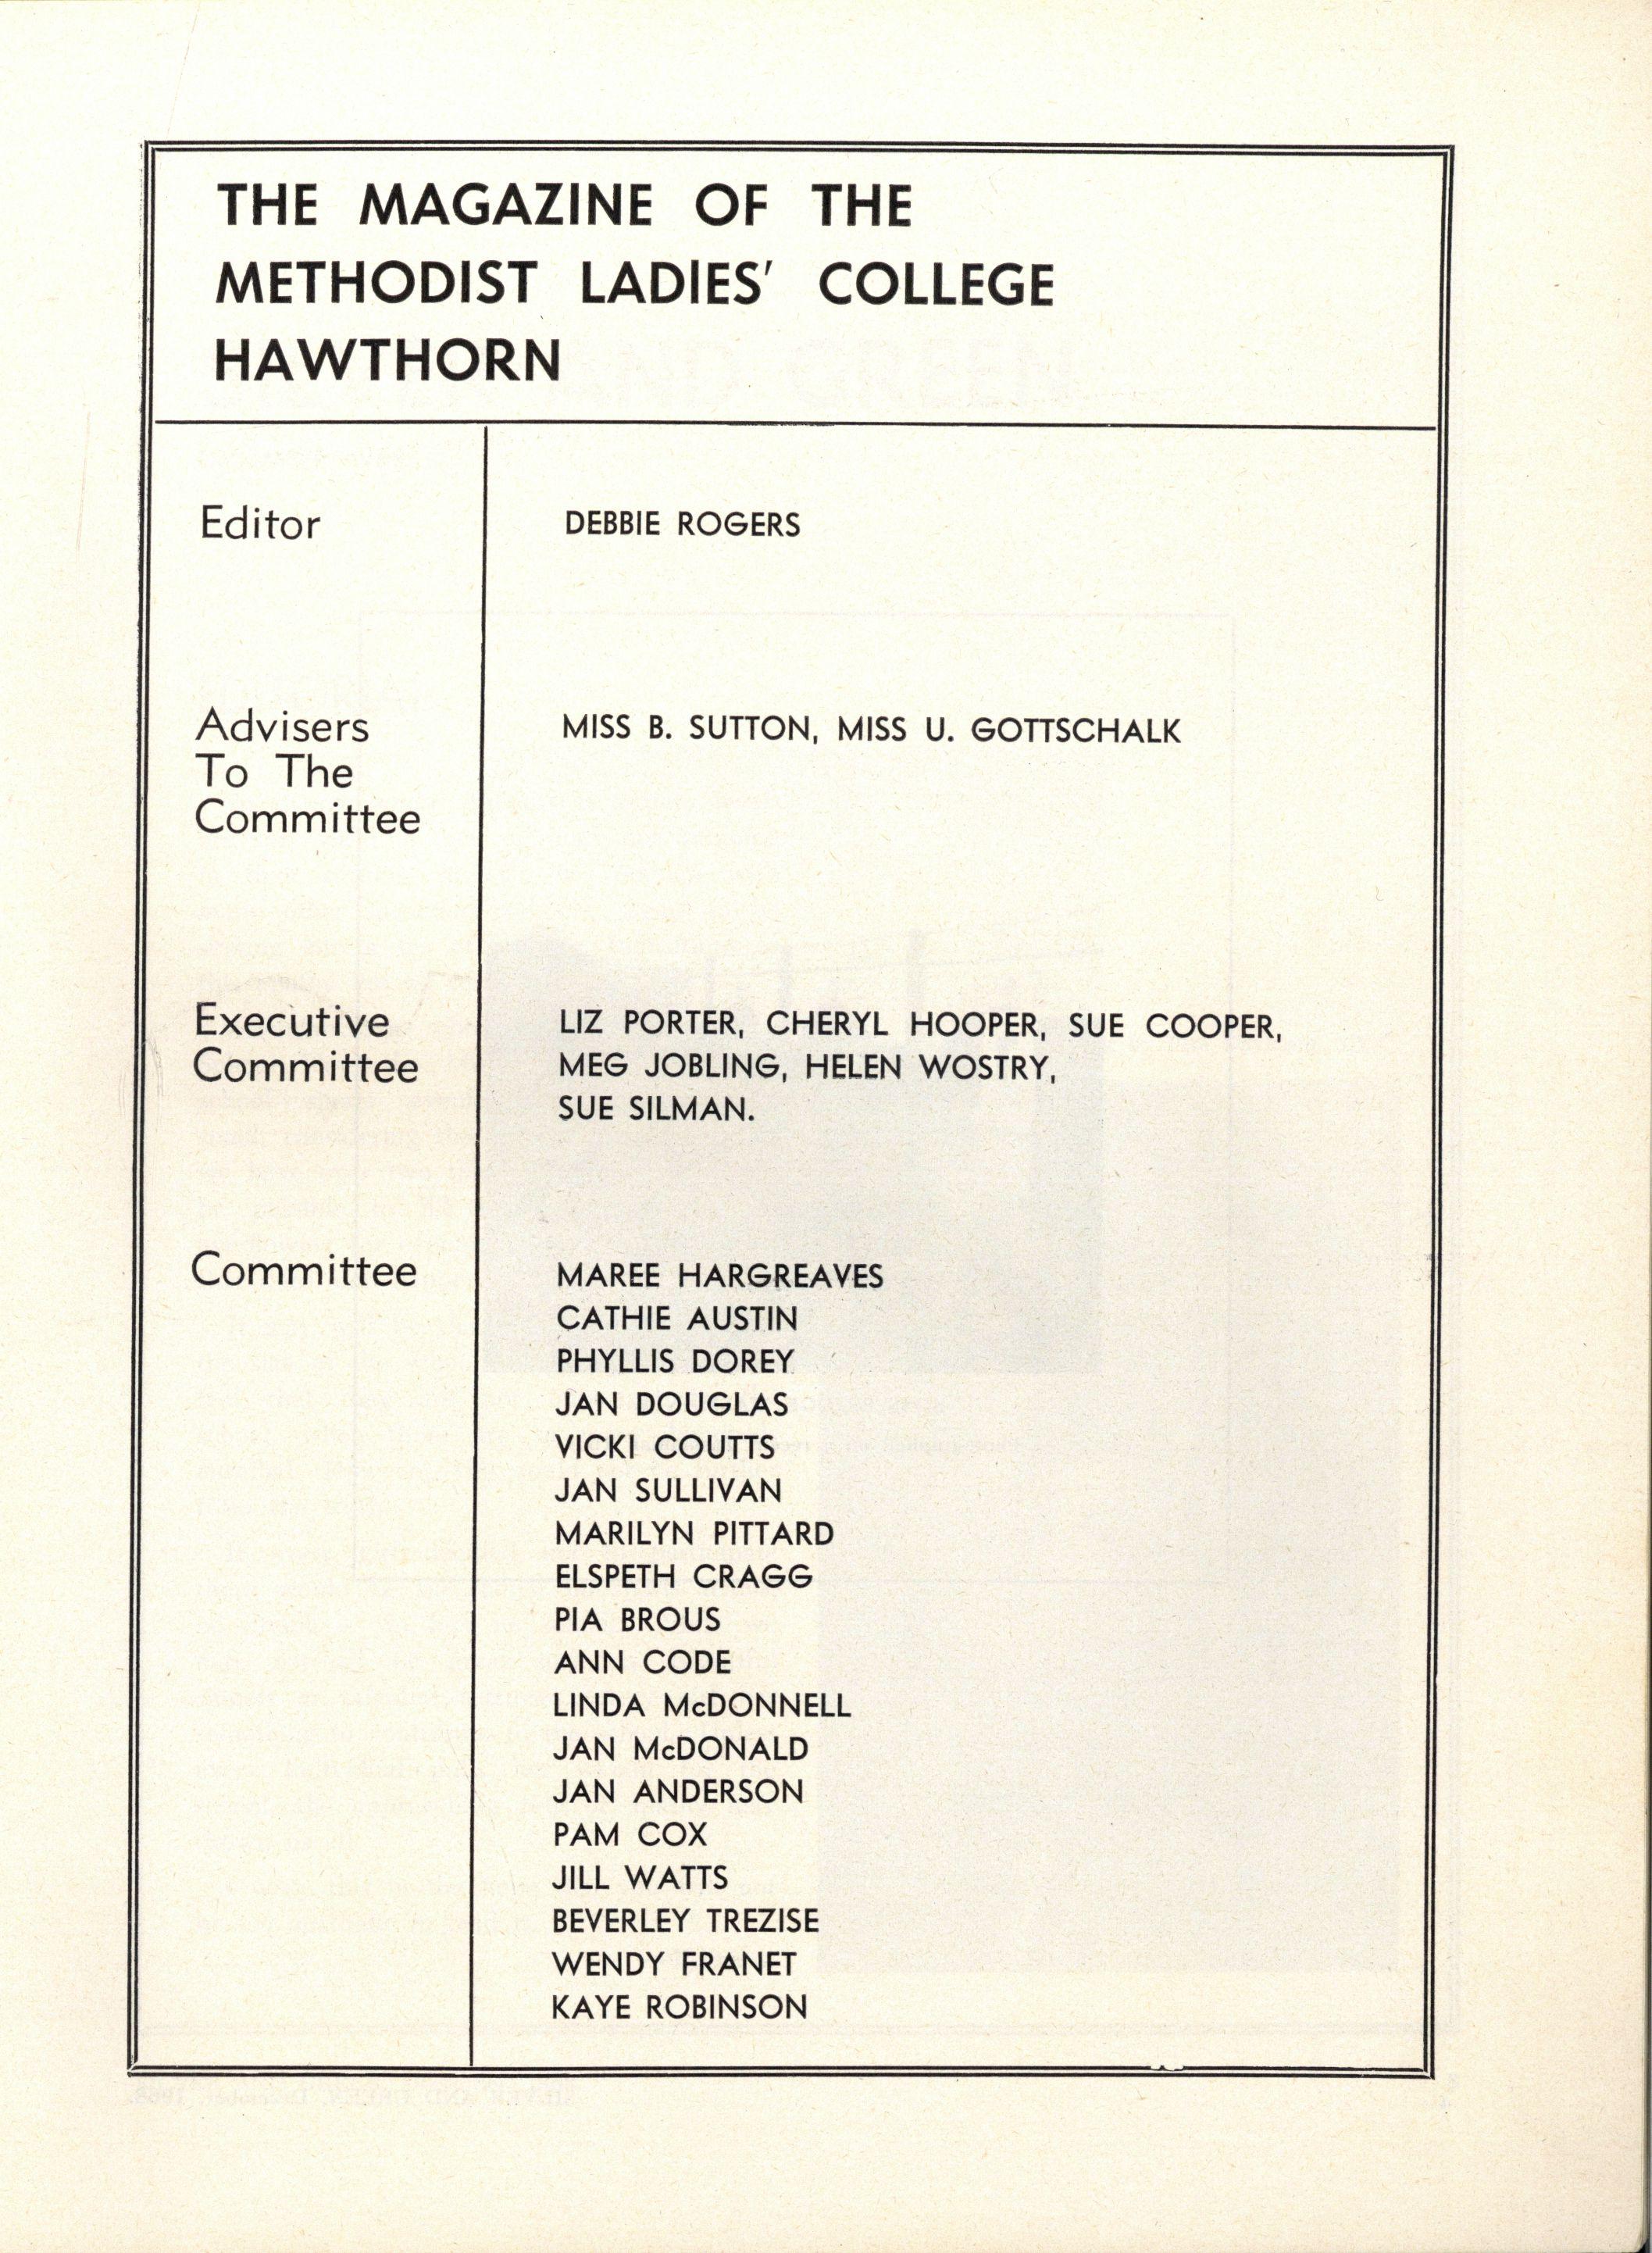 THE MAGAZINE OF THE
METHODIST LADIES' COLLEGE
HAWTHORN
Editor
DEBBIE ROGERS
Advisers
To The
Committee
MISS B. SUTTON, MISS U. GOTTSCHALK
Executive
Committee
LIZ PORTER, CHERYL HOOPER, SUE COOPER,
MEG JOBLING, HELEN WOSTRY,
SUE SILMAN.
Committee
MAREE HARGREAVES
CATHIE AUSTIN
PHYLLIS DOREY
JAN DOUGLAS
VICKI COUTTS
JAN SULLIVAN
MARILYN PITTARD
ELSPETH CRAGG
PIA BROUS
ANN CODE
LINDA McDONNELL
JAN McDONALD
JAN ANDERSON
PAM COX
JILL WATTS
BEVERLEY TREZISE
WENDY FRANET
KAYE ROBINSON